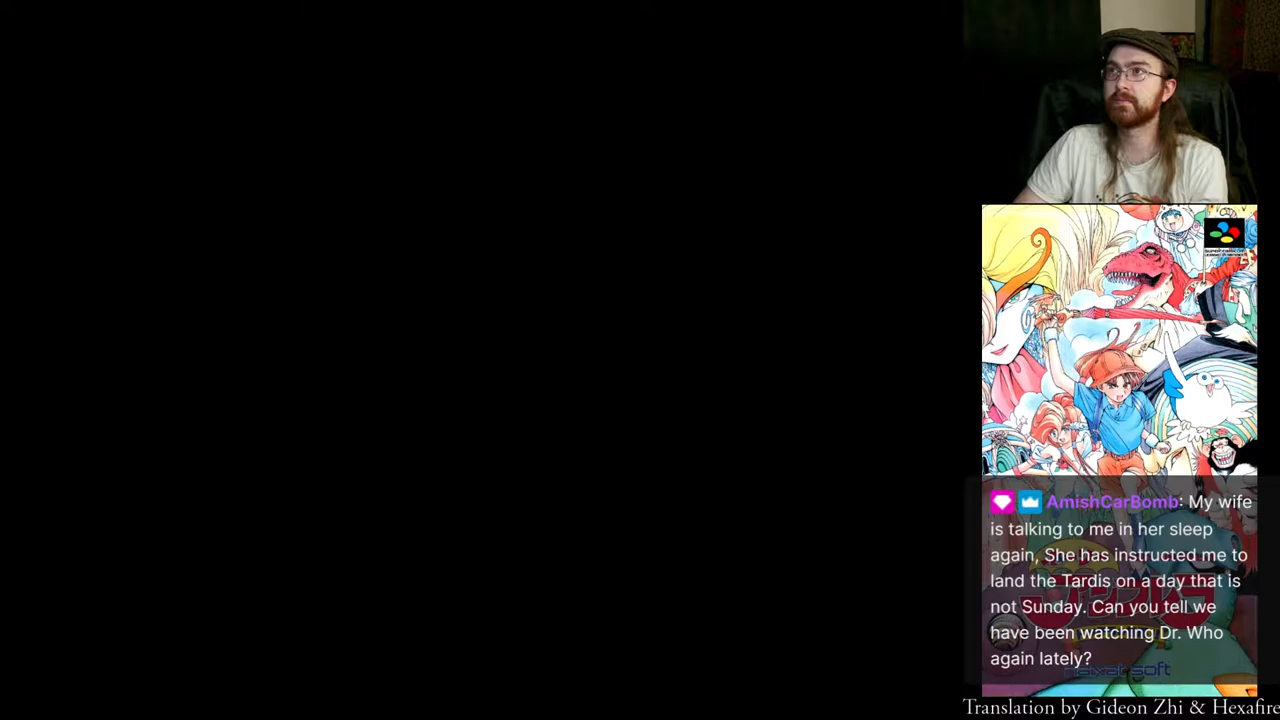 AmishCarBomb: My wife
is talking to me in her sleep
again, She has instructed me to
land the Tardis on a day that is
not Sunday. Can you tell we
have been watching Dr. Who
again lately?
Translation by Gideon Zhi & Hexafire